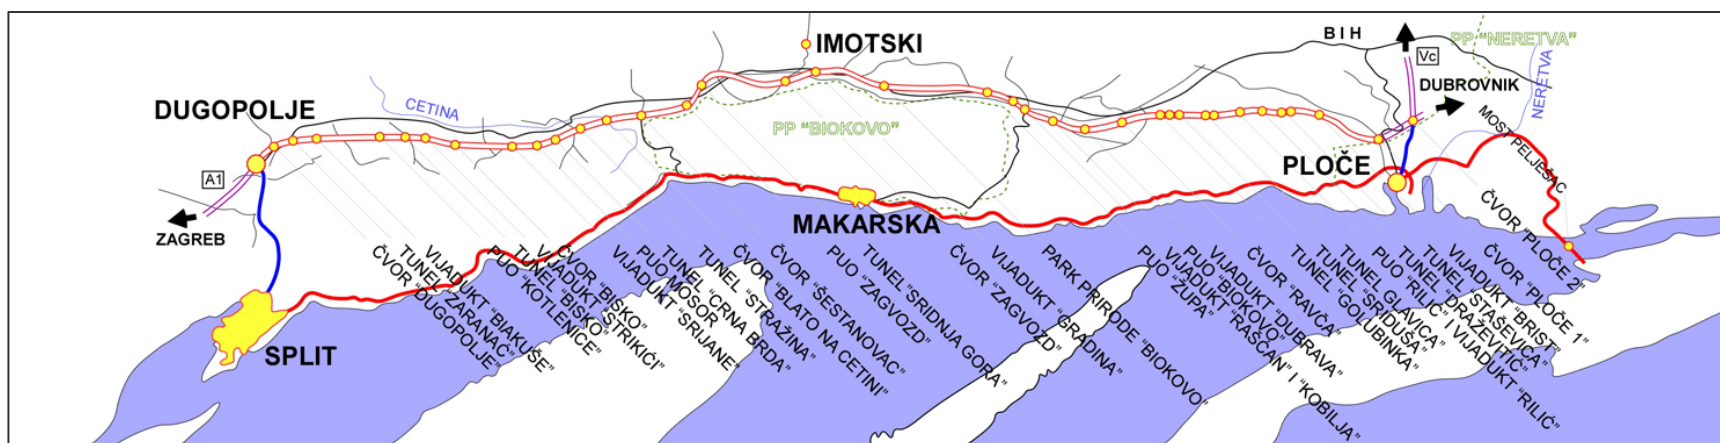 IMOTSKI
BIH
PP "NERETVA"
Vc
DUBROVNIK
NERETVA
DUGOPOLJE
CETINA
PP "BIOKOVO"
MOST PELJEŠAC
PLOČE
A1
ZAGREB
MAKARSKA
SPLIT
ČVOR "DUGOPOLJE"
TUNEL "ZARANAČ"
VIJADUKT "BIAKUŠE"
PUO "KOTLENICE"
TUNEL "BISKO"
VIJADUKT "STRIKIĆI"
ČVOR "BISKO"
VIJADUKT "SRIJANE"
PUO "MOSOR"
TUNEL "CRNA BRDA"
TUNEL "STRAŽINA"
ČVOR "BLATO NA CETINI"
ČVOR "ŠESTANOVAC"
PUO "ZAGVOZD"
TUNEL "SRIDNJA GORA"
ČVOR "ZAGVOZD"
VIJADUKT "GRADINA"
PARK PRIRODE "BIOKOVO"
PUO "ŽUPA"
VIJADUKT "RAŠĆAN" I "KOBILJA"
PUO "BIOKOVO"
VIJADUKT "DUBRAVA"
ČVOR "RAVČA"
TUNEL "GOLUBINKA"
TUNEL "SRIDUŠA"
TUNEL GLAVICA"
PUO "RILIĆ" I VIJADUKT "RILIĆ"
TUNEL "DRAŽEVITIĆ"
TUNEL "STAŠEVICA"
VIJADUKT "BRIST"
ČVOR "PLOČE 1"
ČVOR "PLOČE 2"